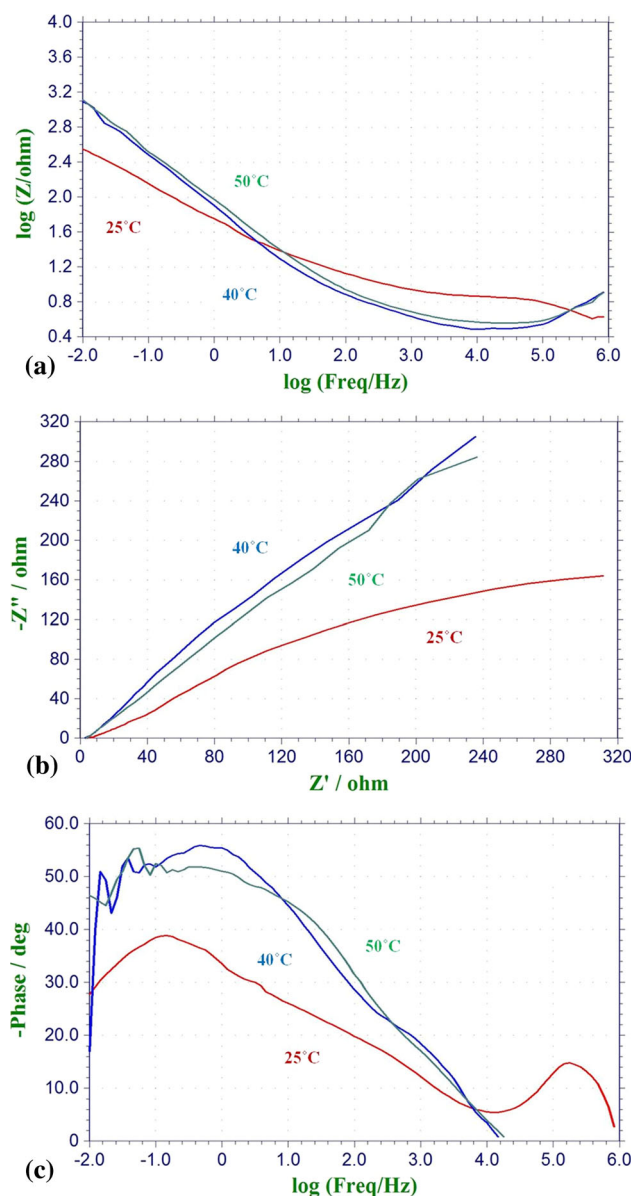 4.0
3.6
3.2
2.8
2.4
2.0
1.6
1.2
0.8
0.4
log (Z/ohm)
50°C
25°C
40°C
-2.0 -1.0 0 1.0 2.0 3.0 4.0 5.0 6.0
(a)
log (Freq/Hz)
320
280
240
200
160
120
80
40
0
-Z'' / ohm
40°C
50°C
25°C
0 40 80 120 160 200 240 280 320
(b)
Z' / ohm
60.0
50.0
40.0
30.0
20.0
10.0
0
-Phase / deg
50°C
40°C
25°C
-2.0 -1.0 0 1.0 2.0 3.0 4.0 5.0 6.0
(c)
log (Freq/Hz)